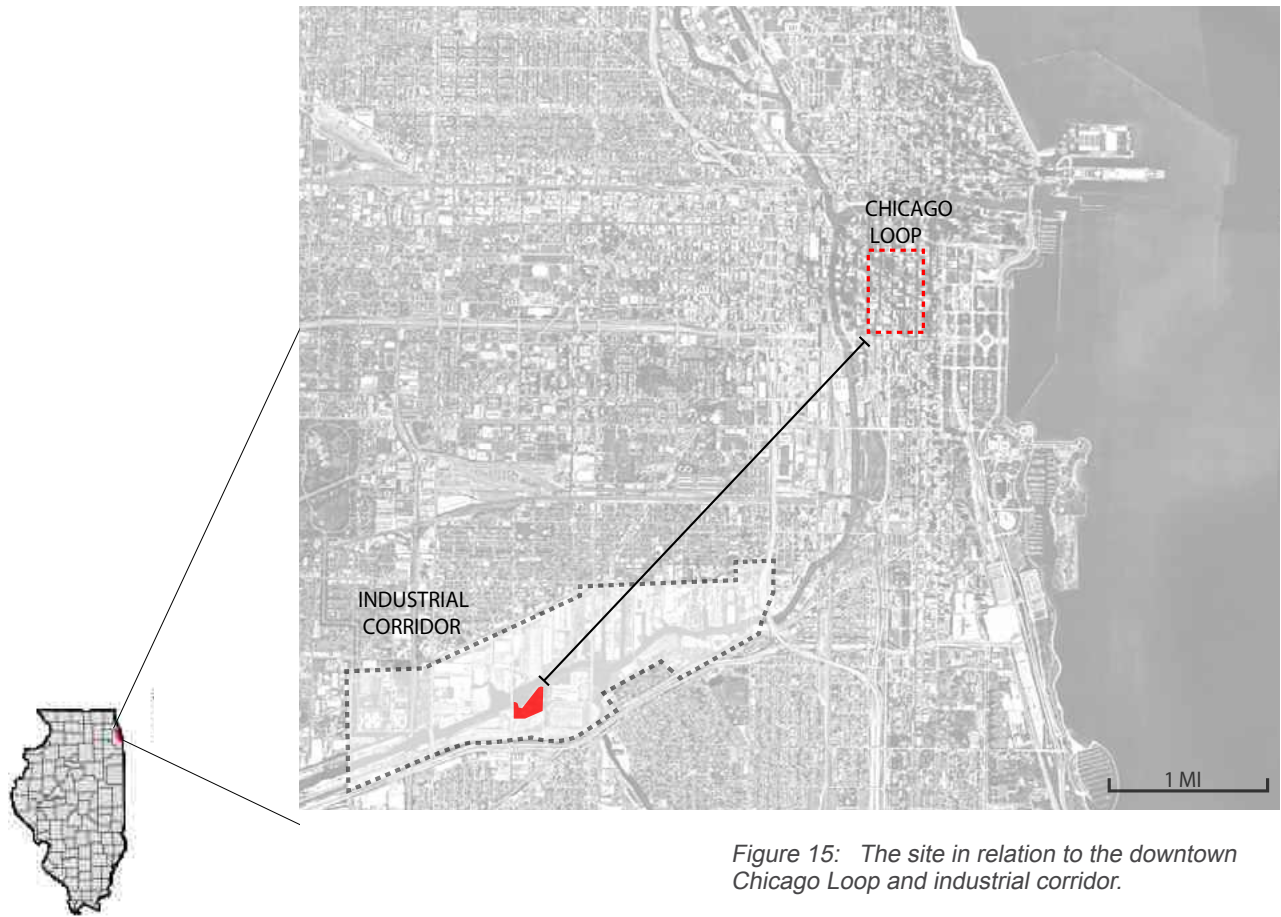 CHICAGO
LOOP
INDUSTRIAL
CORRIDOR
1 MI
Figure 15: The site in relation to the downtown
Chicago Loop and industrial corridor.